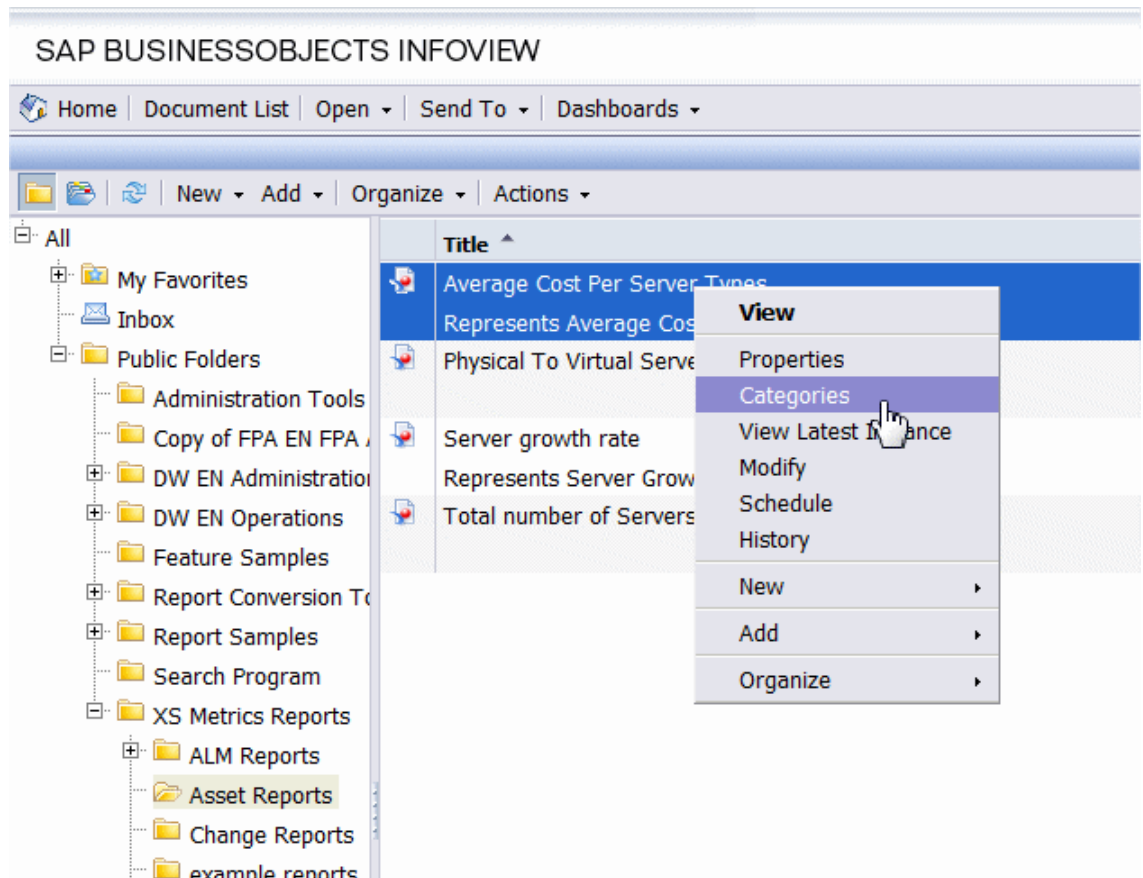 SAP BUSINESSOBJECTS INFOVIEW
Home Document List Open Send To Dashboards
New Add Organize Actions
All
My Favorites
Inbox
Public Folders
Administration Tools
Copy of FPA EN FPA
DW EN Administration
DW EN Operations
Feature Samples
Report Conversion
Report Samples
Search Program
XS Metrics Reports
ALM Reports
Asset Reports
Change Reports
example reports
Title
Average Cost Per Server Types
Represents Average Cos
Physical To Virtual Serve
Server growth rate
Represents Server Grow
Total number of Servers
View
Properties
Categories
View Latest
Modify
Schedule
History
New
Add
Organize